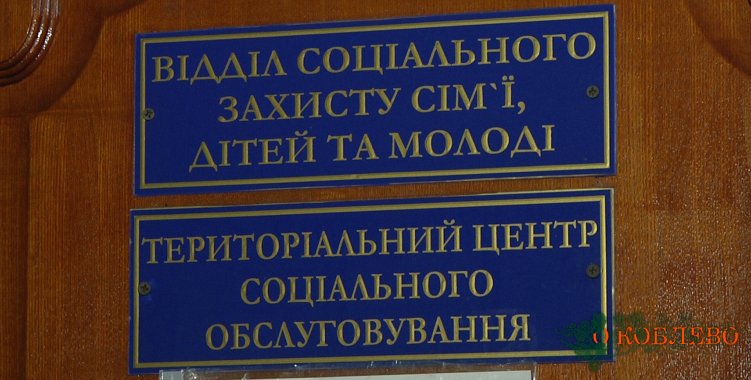 ВІДДІЛ СОЦІАЛЬНОГО
ЗАХИСТУ СІМ`Ї,
ДІТЕЙ ТА МОЛОДІ
ТЕРИТОРІАЛЬНИЙ ЦЕНТР
СОЦІАЛЬНОГО
ОБСЛУГОВУВАННЯ
О КОБЛЕВО